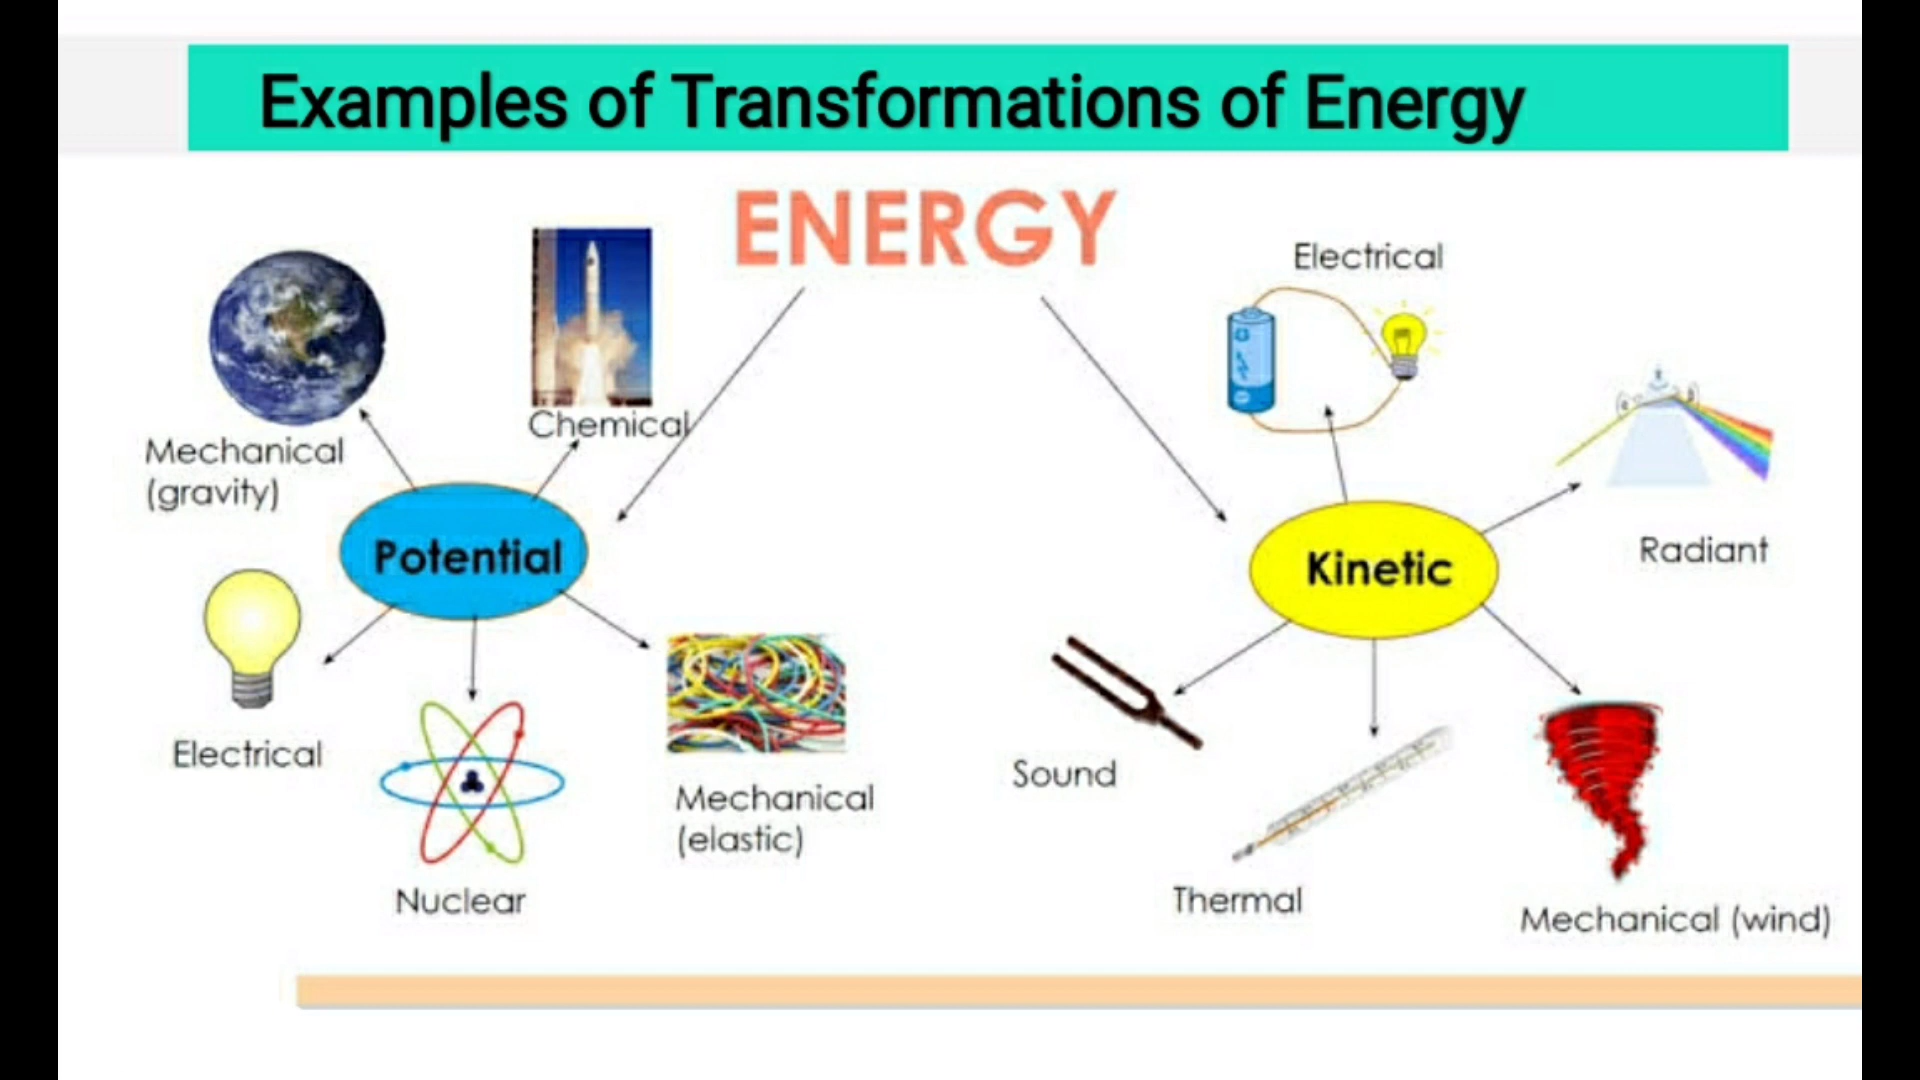 Examples of Transformations of Energy
ENERGY
Electrical
Chemical
Mechanical
(gravity)
Potential
Kinetic
Radiant
Electrical
Sound
Mechanical
(elastic)
Nuclear
Thermal
Mechanical (wind)